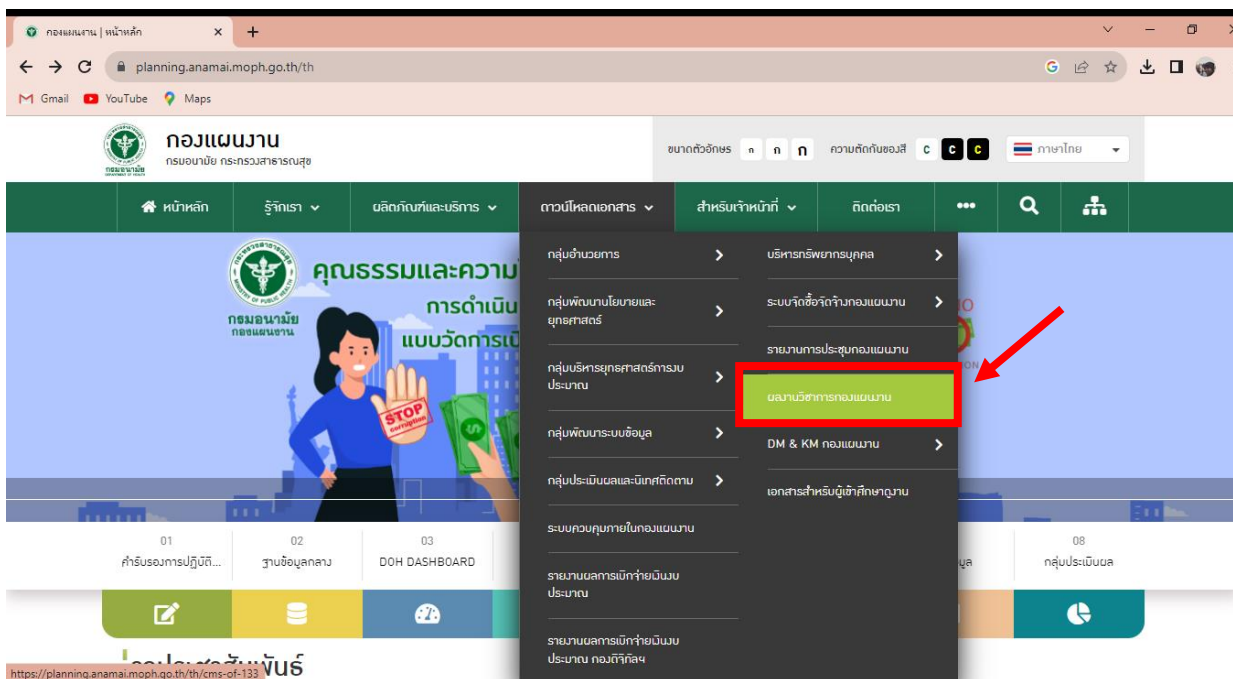 กองแผนงาน | หน้าหลัก
planning.anamai.moph.go.th/th
Gmail YouTube Maps
กรมอนามัย
กองแผนงาน
กรมอนามัย กระทรวงสาธารณสุข
ขนาดตัวอักษร ก ก ก ความตัดกันของสี C C C ภาษาไทย
หน้าหลัก รู้จักเรา ผลิตภัณฑ์และบริการ ดาวน์โหลดเอกสาร สำหรับเจ้าหน้าที่ ติดต่อเรา
กรมอนามัย
กองแผนงาน
คุณธรรมและความ
การดำเนิน
แบบวัดการเปิ
STOP
corruption
กลุ่มอำนวยการ
กลุ่มพัฒนานโยบายและ
ยุทธศาสตร์
กลุ่มบริหารยุทธศาสตร์การงบ
ประมาณ
กลุ่มพัฒนาระบบข้อมูล
กลุ่มประเมินผลและนิเทศติดตาม
ระบบควบคุมภายในกองแผนงาน
รายงานผลการเบิกจ่ายเงินงบ
ประมาณ
รายงานผลการเบิกจ่ายเงินงบ
ประมาณ กองดิจิทัลฯ
บริหารทรัพยากรบุคคล
ระบบจัดซื้อจัดจ้างกองแผนงาน
รายงานการประชุมกองแผนงาน
ผลงานวิชาการกองแผนงาน
DM & KM กองแผนงาน
เอกสารสำหรับผู้เข้าศึกษาดูงาน
01
คำรับรองการปฏิบัติ...
02
ฐานข้อมูลกลาง
03
DOH DASHBOARD
มูล
08
กลุ่มประเมินผล
https://planning.anamai.moph.go.th/th/cms-of-133